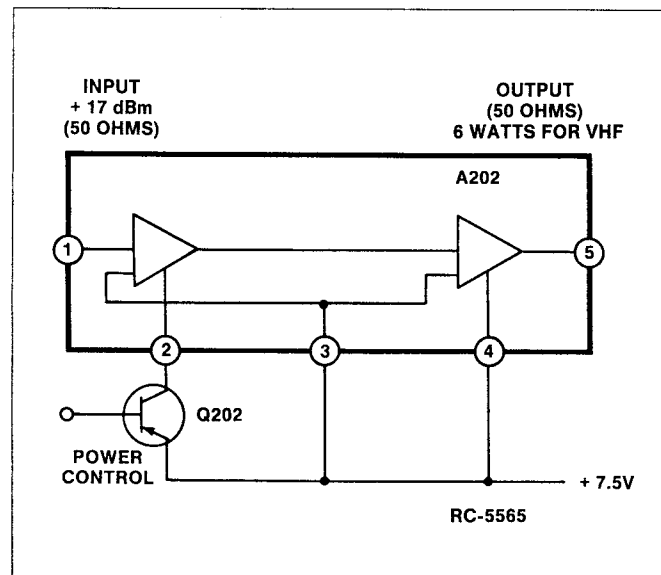 INPUT
+ 17 dBm
(50 OHMS)
OUTPUT
(50 OHMS)
6 WATTS FOR VHF
A202
1
5
2
3
4
Q202
POWER
CONTROL
+ 7.5V
RC-5565